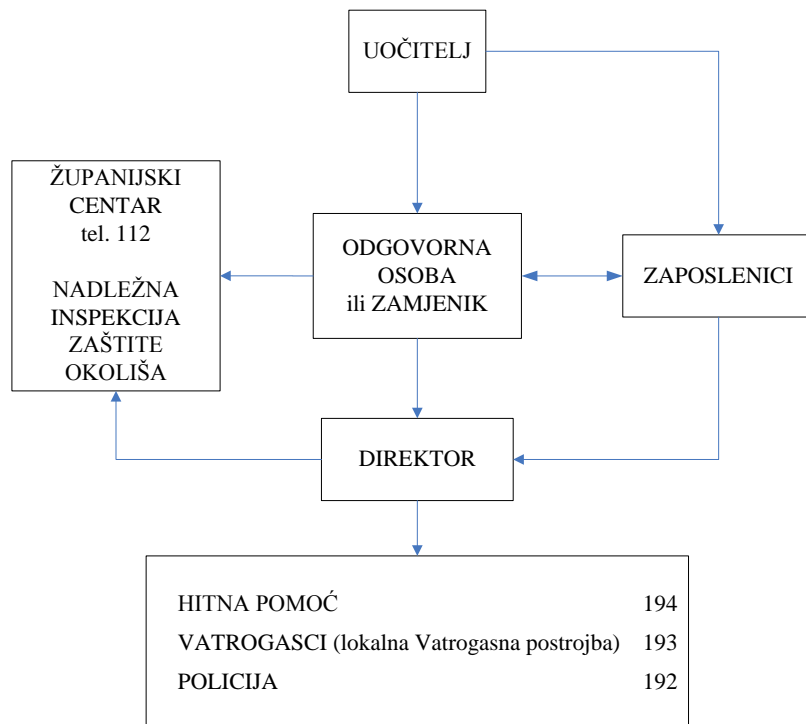 UOČITELJ
ŽUPANIJSKI
CENTAR
tel. 112
NADLEŽNA
INSPEKCIJA
ZAŠTITE
OKOLIŠA
ODGOVORNA
OSOBA
ili ZAMJENIK
ZAPOSLENICI
DIREKTOR
HITNA POMOĆ 194
VATROGASCI (lokalna Vatrogasna postrojba) 193
POLICIJA 192